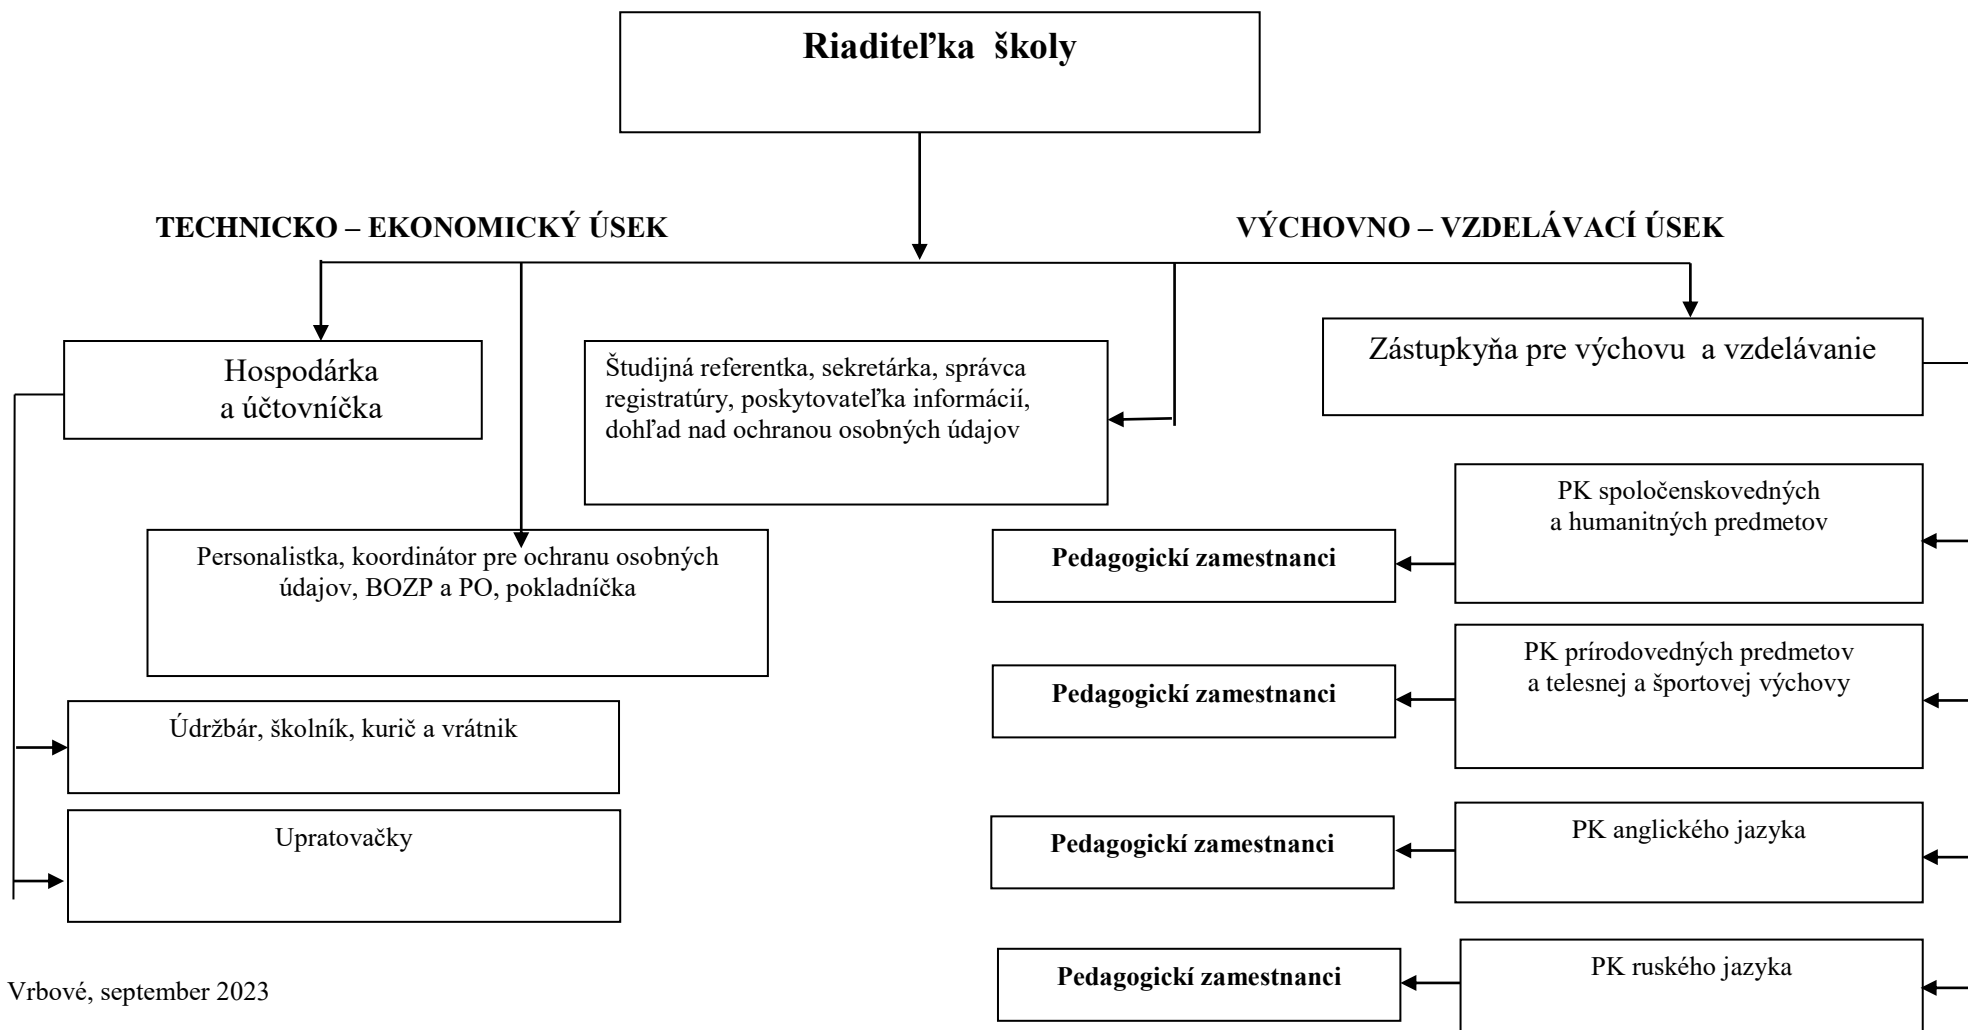 Riaditeľka  školy
TECHNICKO – EKONOMICKÝ ÚSEK
VÝCHOVNO – VZDELÁVACÍ ÚSEK
Hospodárka
a účtovníčka
Študijná referentka, sekretárka, správca
registratúry, poskytovateľka informácií,
dohľad nad ochranou osobných údajov
Zástupkyňa pre výchovu  a vzdelávanie
Personalistka, koordinátor pre ochranu osobných
údajov, BOZP a PO, pokladníčka
Údržbár, školník, kurič a vrátnik
Upratovačky
PK spoločenskovedných
a humanitných predmetov
Pedagogickí zamestnanci
PK prírodovedných predmetov
a telesnej a športovej výchovy
Pedagogickí zamestnanci
PK anglického jazyka
Pedagogickí zamestnanci
PK ruského jazyka
Pedagogickí zamestnanci
Vrbové, september 2023